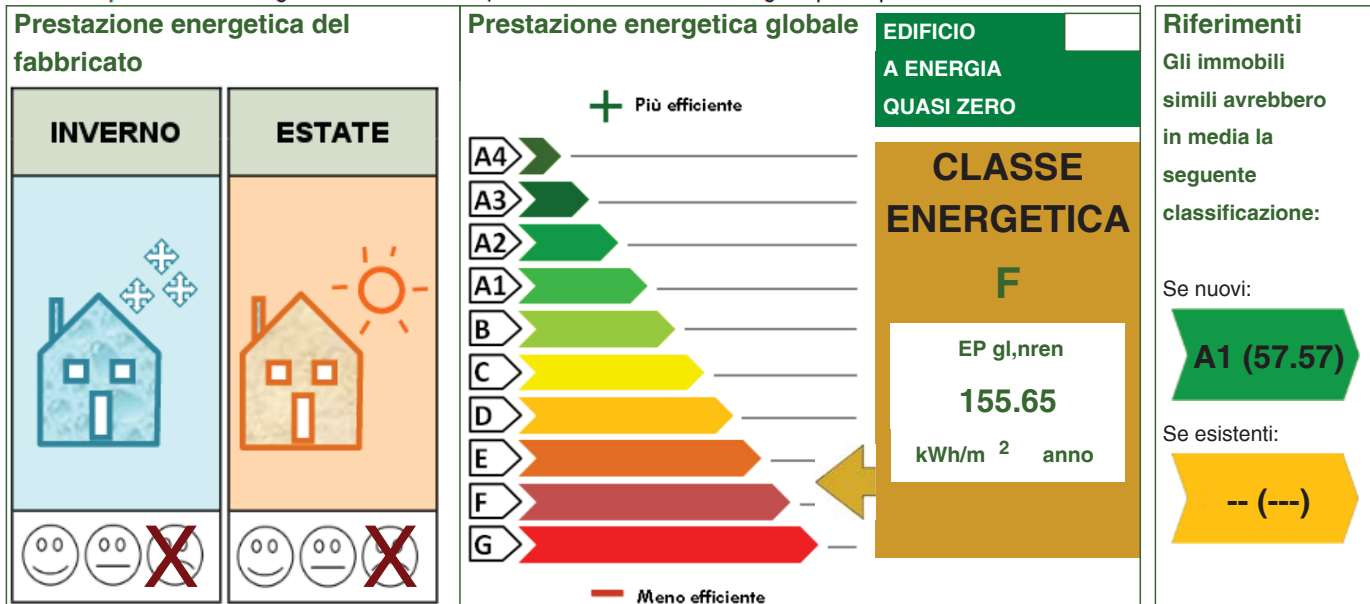 Prestazione energetica del
fabbricato
INVERNO
ESTATE
Prestazione energetica globale
Più efficiente
A4
A3
A2
A1
B
C
D
E
F
G
Meno efficiente
EDIFICIO
A ENERGIA
QUASI ZERO
CLASSE
ENERGETICA
F
EP gl,nren
155.65
kWh/m 2 anno
Riferimenti
Gli immobili
simili avrebbero
in media la
seguente
classificazione:
Se nuovi:
A1 (57.57)
Se esistenti:
-- (---)